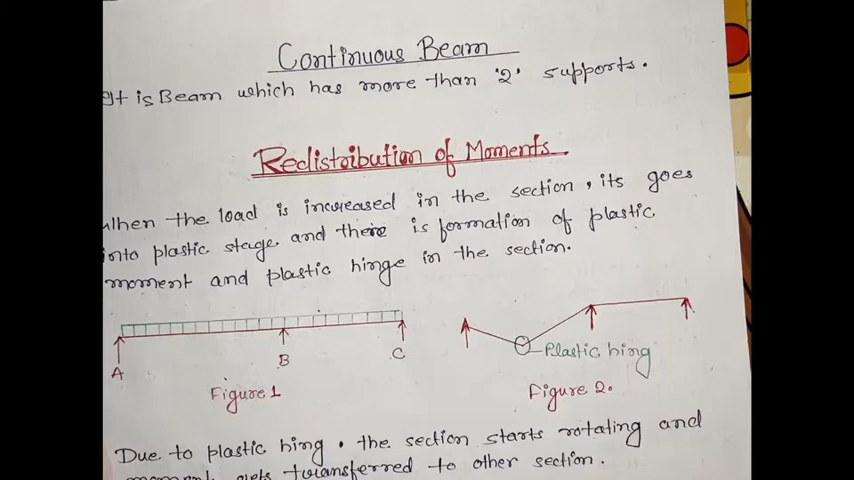 Continuous Beam
It is Beam which has more than '2' supports.
Redistribution of Moments
When the load is increased in the section, its goes
into plastic stage and there is formation of plastic
moment and plastic hinge in the section.
A
B
C
Figure 1
Plastic hing
Figure 2.
Due to plastic hing. the section starts rotating and
moment gets transferred to other section.